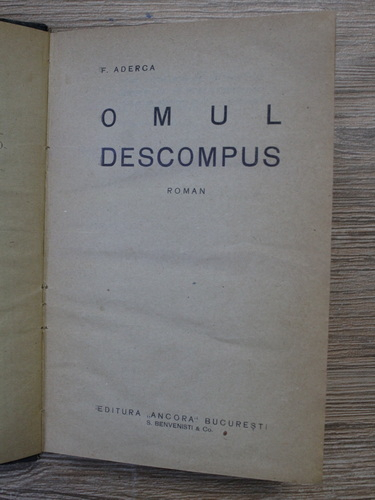 F. ADERCA
OMUL
DESCOMPUS
ROMAN
EDITURA „ANCORA" BUCUREȘTI
S. BENVENISTI & Co.